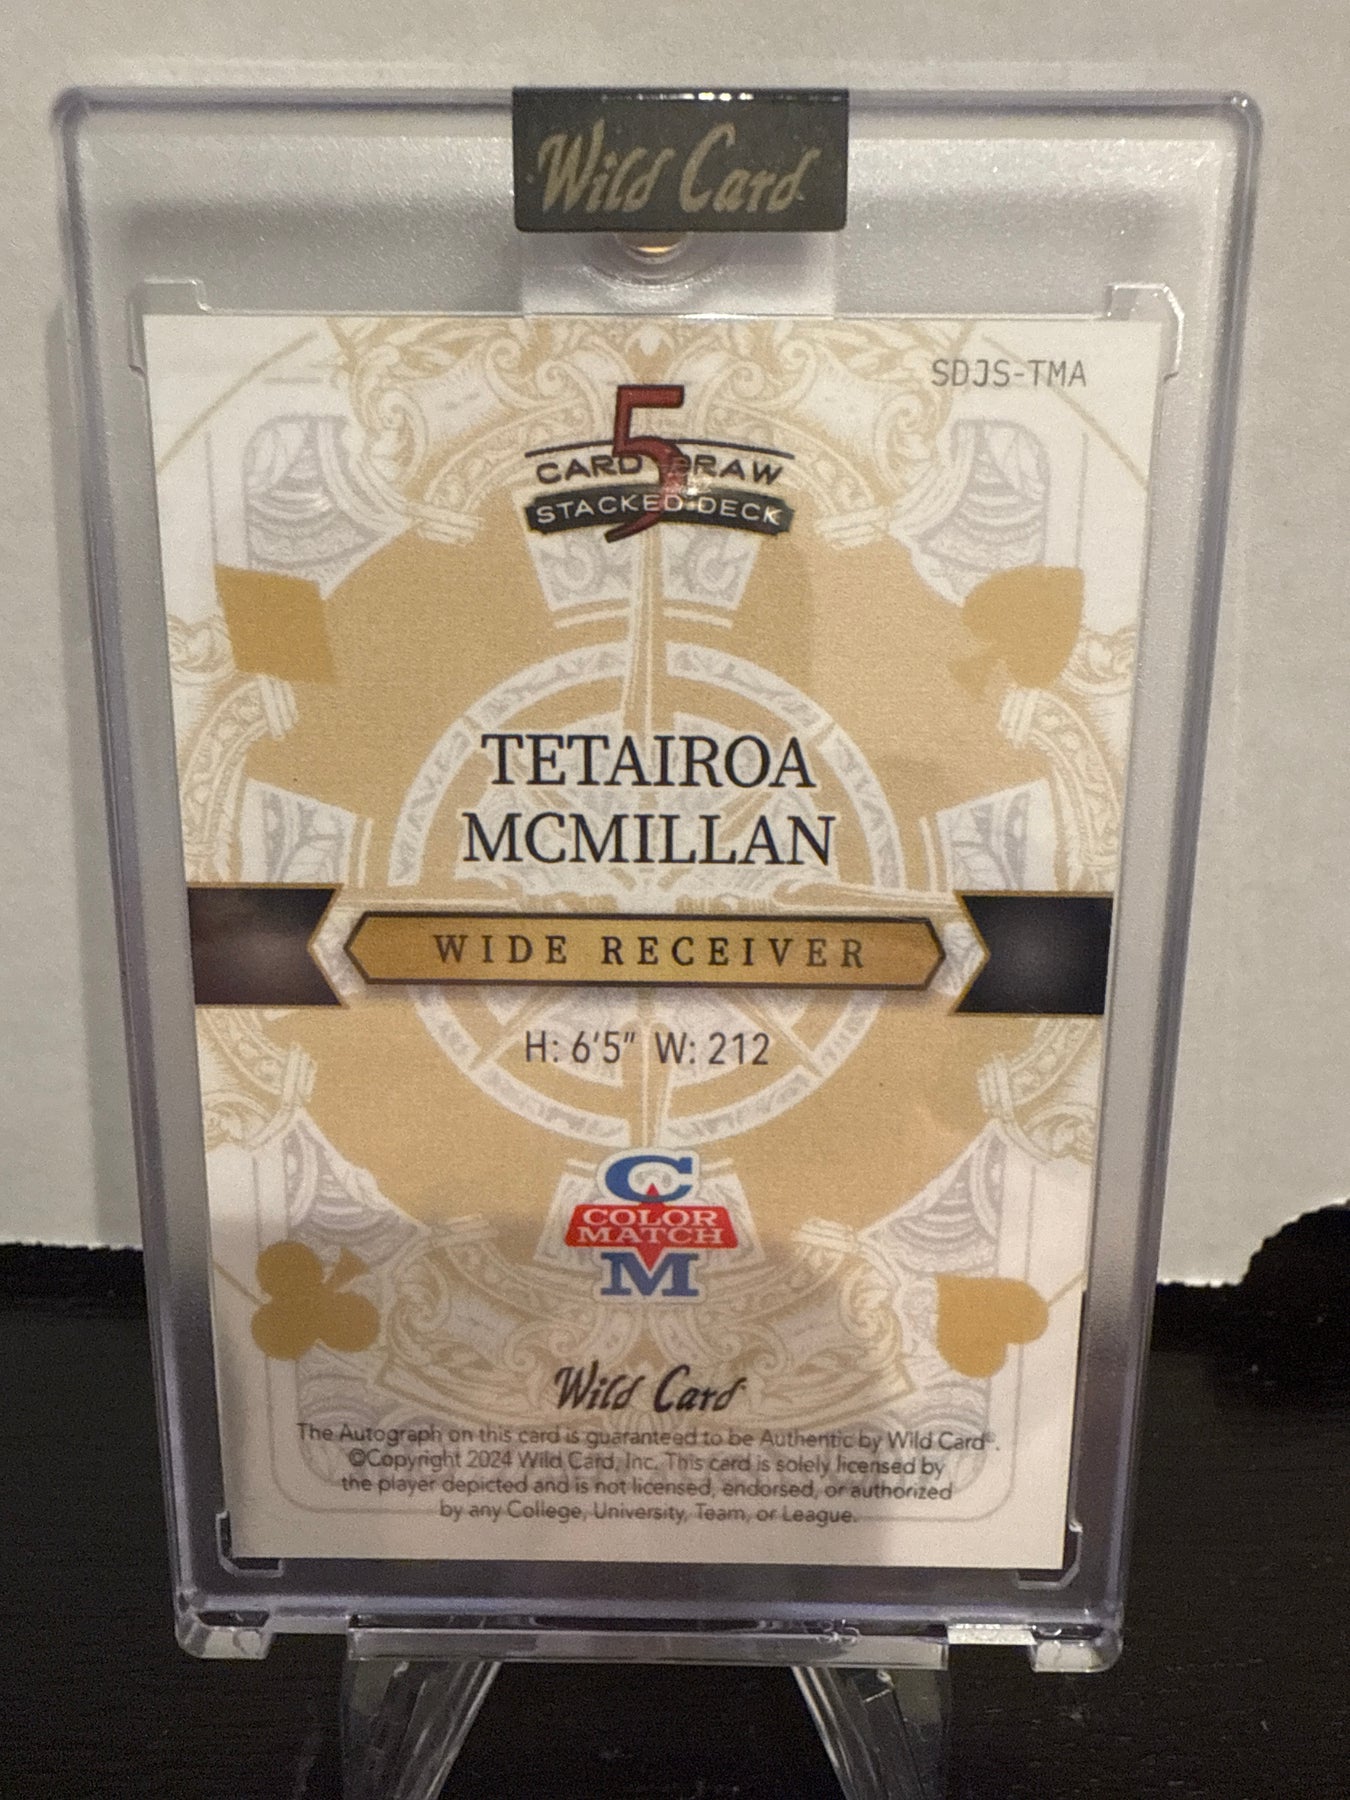 Wild Card
SDJS-TMA
5
CARD DRAW
STACKED DECK
TETAIROA
MCMILLAN
WIDE RECEIVER
H: 6'5" W: 212
C
COLOR
MATCH
M
Wild Card
The Autograph on this card is guaranteed to be Authentic by Wild Card®.
©Copyright 2024 Wild Card, Inc. This card is solely licensed by
the player depicted and is not licensed, endorsed, or authorized
by any College, University, Team, or League.
35